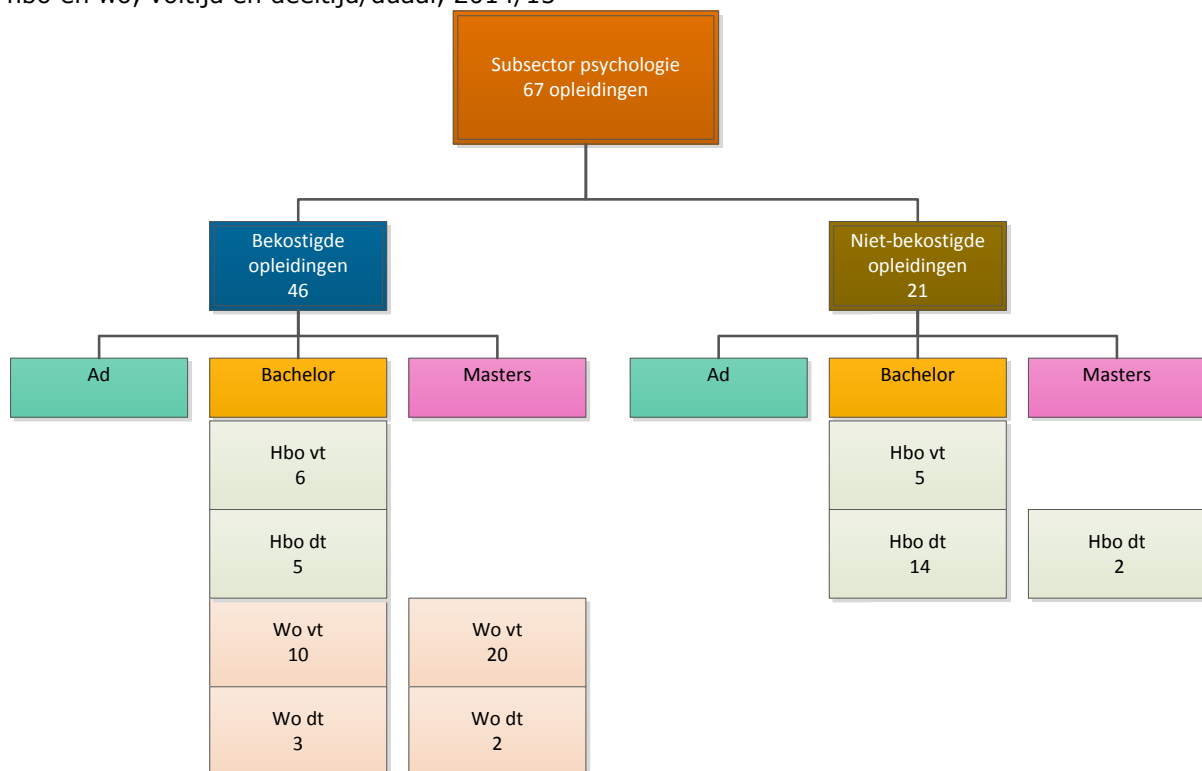 hbo en wo, voltijd en deeltijd/duaal, 2014/15
Subsector psychologie
67 opleidingen
Bekostigde
opleidingen
46
Niet-bekostigde
opleidingen
21
Ad
Bachelor
Masters
Ad
Bachelor
Masters
Hbo vt
6
Hbo vt
5
Hbo dt
5
Hbo dt
14
Hbo dt
2
Wo vt
10
Wo vt
20
Wo dt
3
Wo dt
2